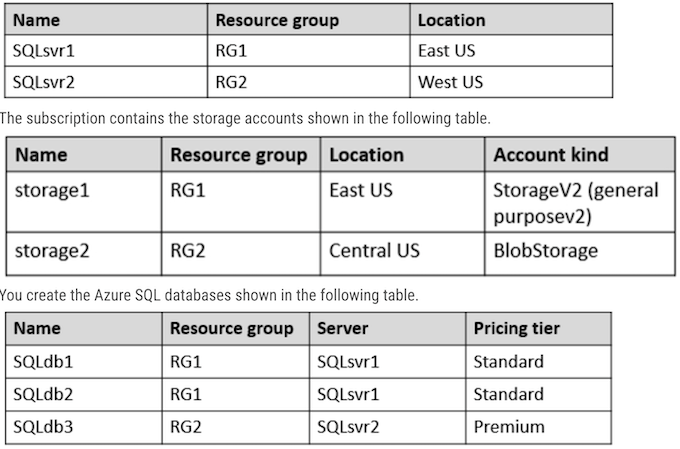 Name Resource group Location
SQLsvr1 RG1 East US
SQLsvr2 RG2 West US
The subscription contains the storage accounts shown in the following table.
Name Resource group Location Account kind
storage1 RG1 East US StorageV2 (general
purposev2)
storage2 RG2 Central US BlobStorage
You create the Azure SQL databases shown in the following table.
Name Resource group Server Pricing tier
SQLdb1 RG1 SQLsvr1 Standard
SQLdb2 RG1 SQLsvr1 Standard
SQLdb3 RG2 SQLsvr2 Premium